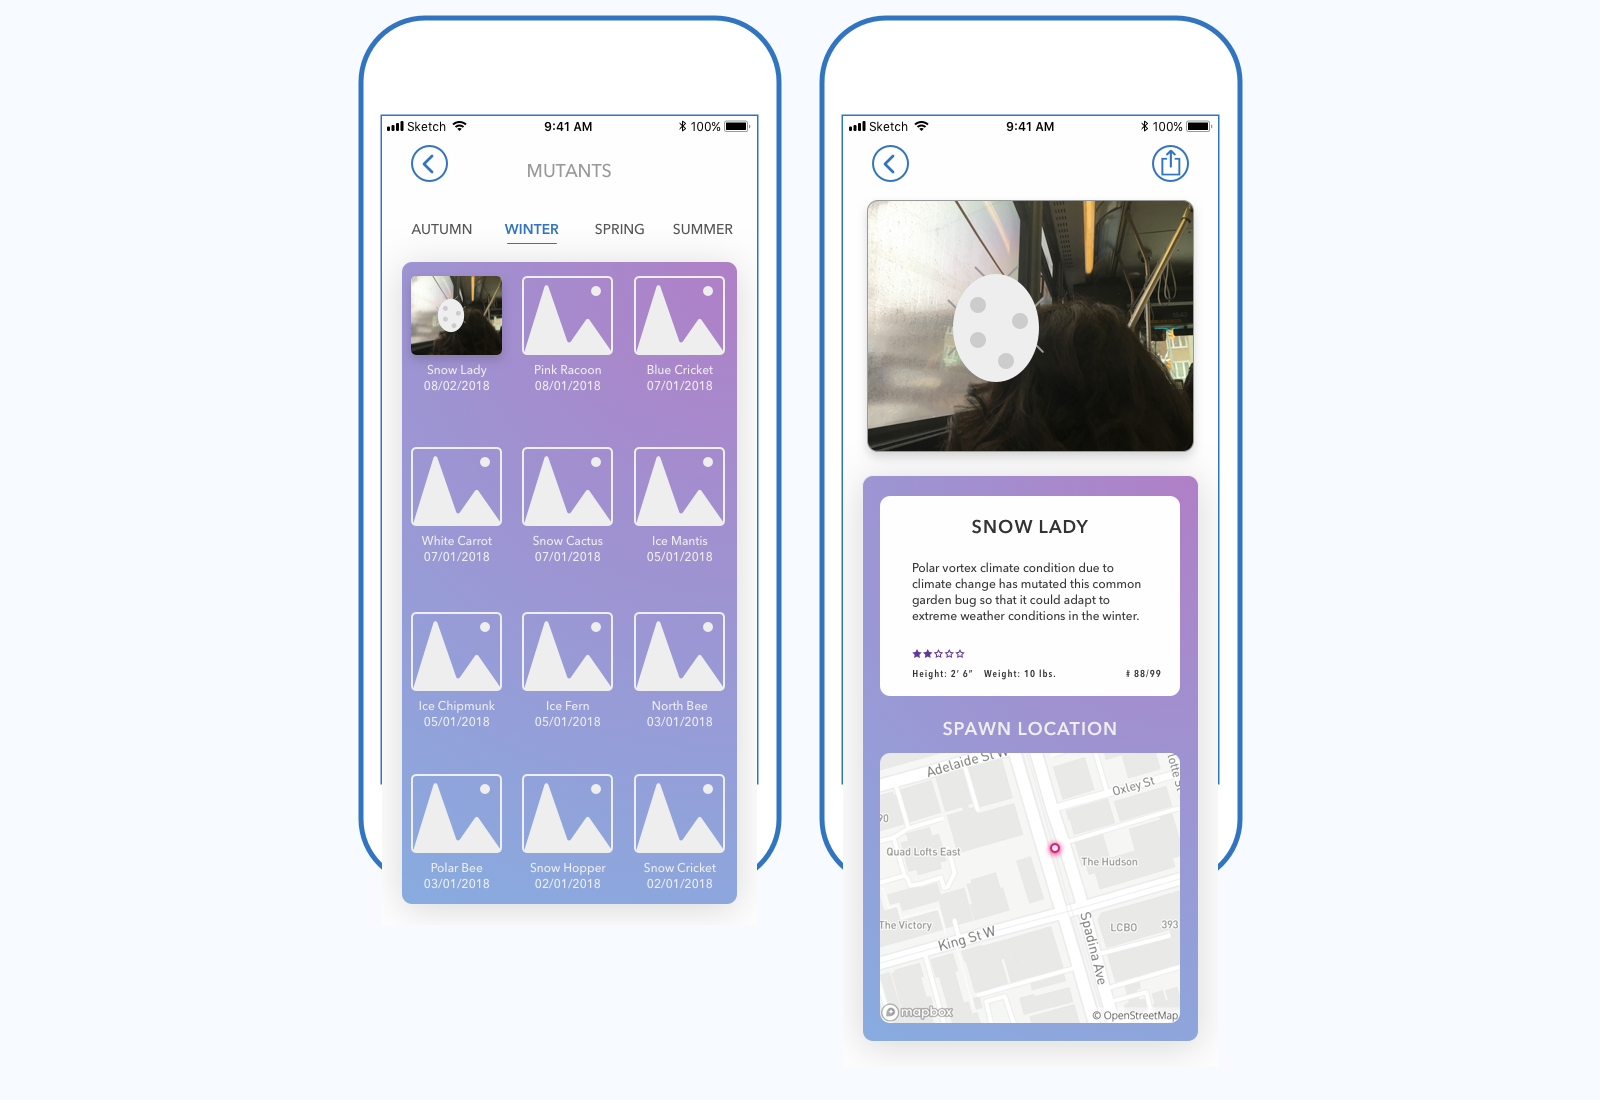 Sketch 9:41 AM 100%
MUTANTS
AUTUMN WINTER SPRING SUMMER
Snow Lady
08/02/2018
Pink Racoon
08/01/2018
Blue Cricket
07/01/2018
White Carrot
07/01/2018
Snow Cactus
07/01/2018
Ice Mantis
05/01/2018
Ice Chipmunk
05/01/2018
Ice Fern
05/01/2018
North Bee
03/01/2018
Polar Bee
03/01/2018
Snow Hopper
02/01/2018
Snow Cricket
02/01/2018
Sketch 9:41 AM 100%
SNOW LADY
Polar vortex climate condition due to
climate change has mutated this common
garden bug so that it could adapt to
extreme weather conditions in the winter.
Height: 2' 6" Weight: 10 lbs. # 88/99
SPAWN LOCATION
Adelaide St W
Oxley St
Quad Lofts East
The Hudson
The Victory
King St W
Spadina Ave
LCBO
393
mapbox
© OpenStreetMap